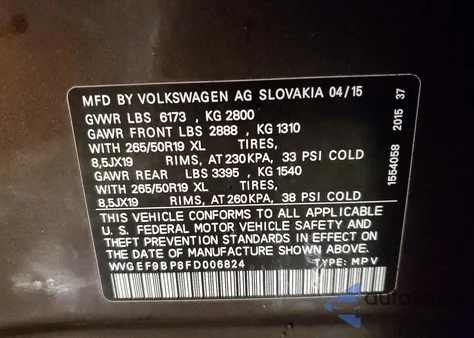 MFD BY VOLKSWAGEN AG SLOVAKIA 04/15
GVWR LBS 6173 , KG 2800
GAWR FRONT LBS 2888 , KG 1310
WITH 265/50R19 XL TIRES,
8,5JX19 RIMS, AT 230KPA, 33 PSI COLD
GAWR REAR LBS 3395 , KG 1540
WITH 265/50R19 XL TIRES,
8,5JX19 RIMS, AT 260KPA, 38 PSI COLD
THIS VEHICLE CONFORMS TO ALL APPLICABLE
U. S. FEDERAL MOTOR VEHICLE SAFETY AND
THEFT PREVENTION STANDARDS IN EFFECT ON THE
DATE OF MANUFACTURE SHOWN ABOVE.
WVGEF9BP8FD006824 TYPE: MPV
1554058 2015 37